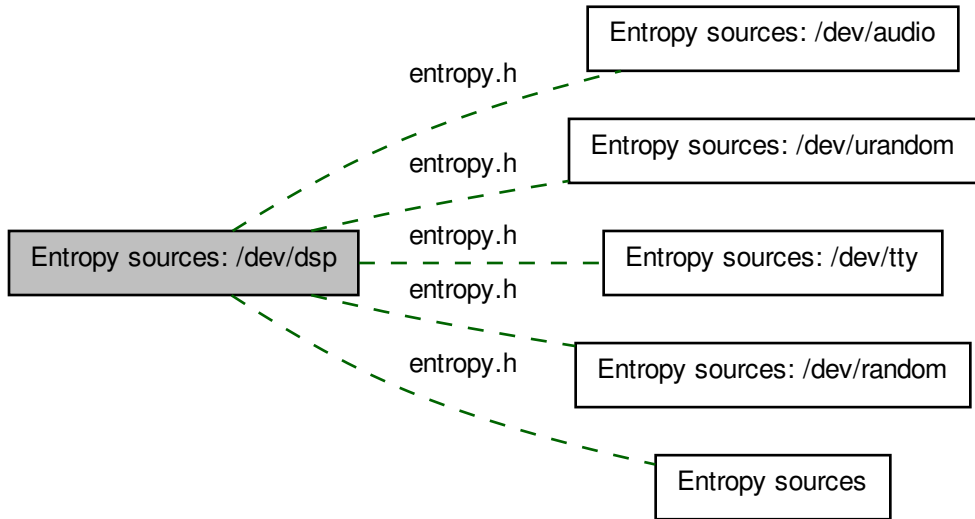 Entropy sources: /dev/audio
entropy.h
Entropy sources: /dev/urandom
entropy.h
entropy.h
Entropy sources: /dev/dsp
Entropy sources: /dev/tty
entropy.h
Entropy sources: /dev/random
entropy.h
Entropy sources